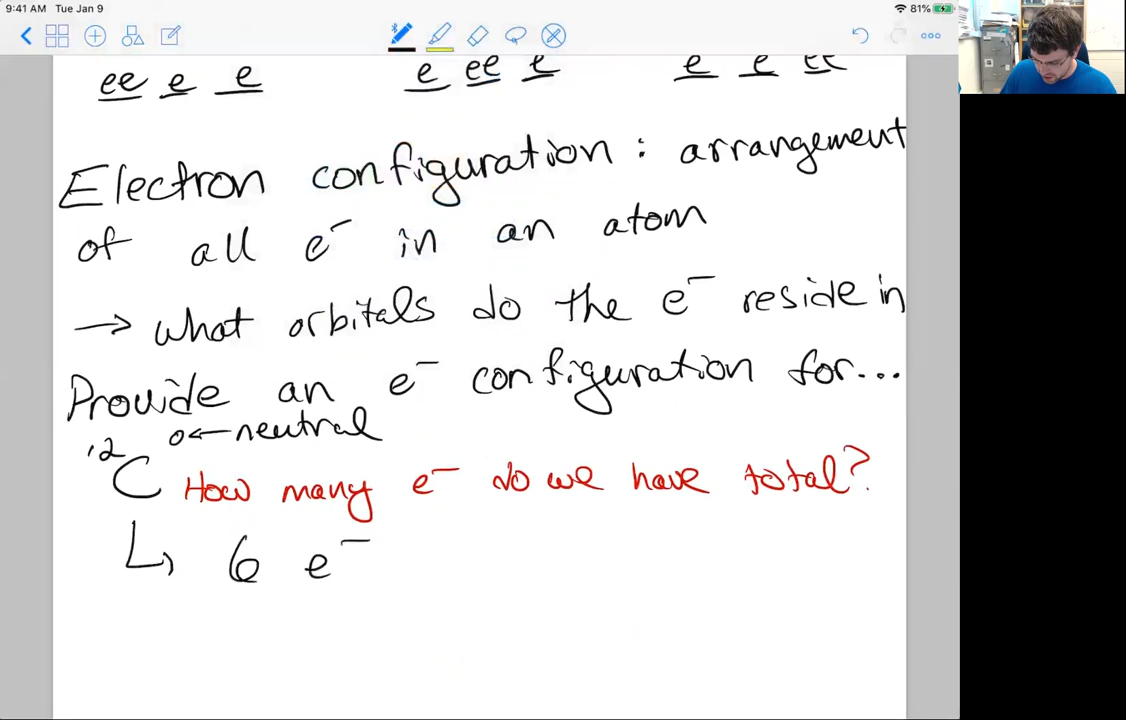 9:41 AM Tue Jan 9 81%
ee e e e ee e e e ee
Electron configuration : arrangement
of all e⁻ in an atom
→ what orbitals do the e⁻ reside in
Provide an e⁻ configuration for...
0 ← neutral
12
C How many e⁻ do we have total?
↳ 6 e⁻